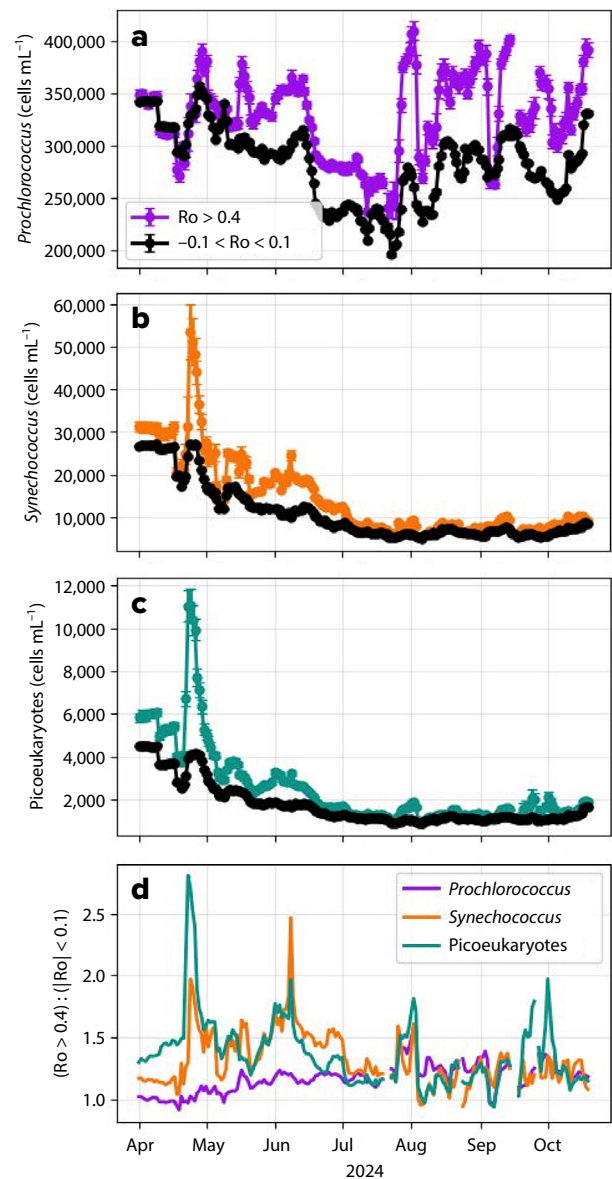 a
Prochlorococcus (cells mL⁻¹)
400,000
350,000
300,000
250,000
200,000
Ro > 0.4
–0.1 < Ro < 0.1
b
Synechococcus (cells mL⁻¹)
60,000
50,000
40,000
30,000
20,000
10,000
c
Picoeukaryotes (cells mL⁻¹)
12,000
10,000
8,000
6,000
4,000
2,000
d
(Ro > 0.4) : (|Ro| < 0.1)
2.5
2.0
1.5
1.0
Prochlorococcus
Synechococcus
Picoeukaryotes
Apr May Jun Jul Aug Sep Oct
2024